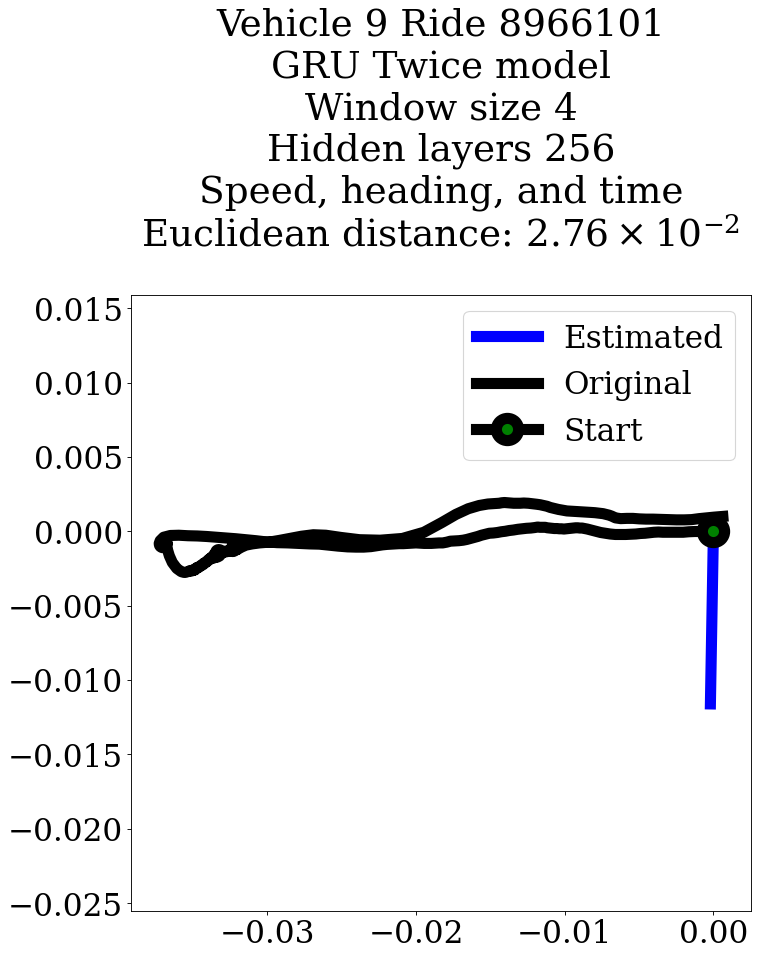 Vehicle 9 Ride 8966101
GRU Twice model
Window size 4
Hidden layers 256
Speed, heading, and time
Euclidean distance: 2.76 × 10⁻²
0.015
0.010
0.005
0.000
−0.005
−0.010
−0.015
−0.020
−0.025
Estimated
Original
Start
−0.03 −0.02 −0.01 0.00